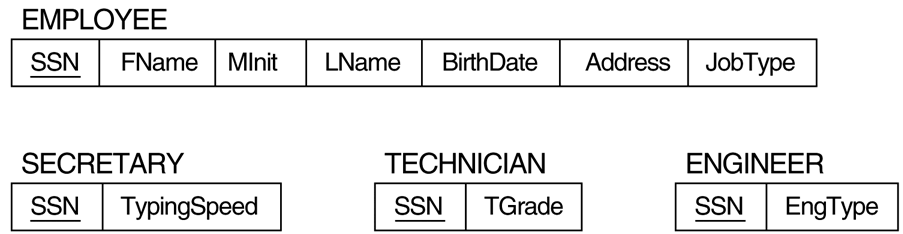 EMPLOYEE
SSN FName MInit LName BirthDate Address JobType
SECRETARY TECHNICIAN ENGINEER
SSN TypingSpeed SSN TGrade SSN EngType